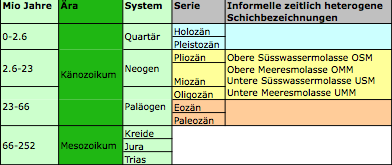 Mio Jahre Ära System Serie Informelle zeitlich heterogene
Schichbezeichnungen
0-2.6 Känozoikum Quartär Holozän
Pleistozän
2.6-23 Neogen Pliozän Obere Süsswassermolasse OSM
Obere Meeresmolasse OMM
Miozän Untere Süsswassermolasse USM
Oligozän Untere Meeresmolasse UMM
23-66 Paläogen Eozän
Paleozän
66-252 Mesozoikum Kreide
Jura
Trias